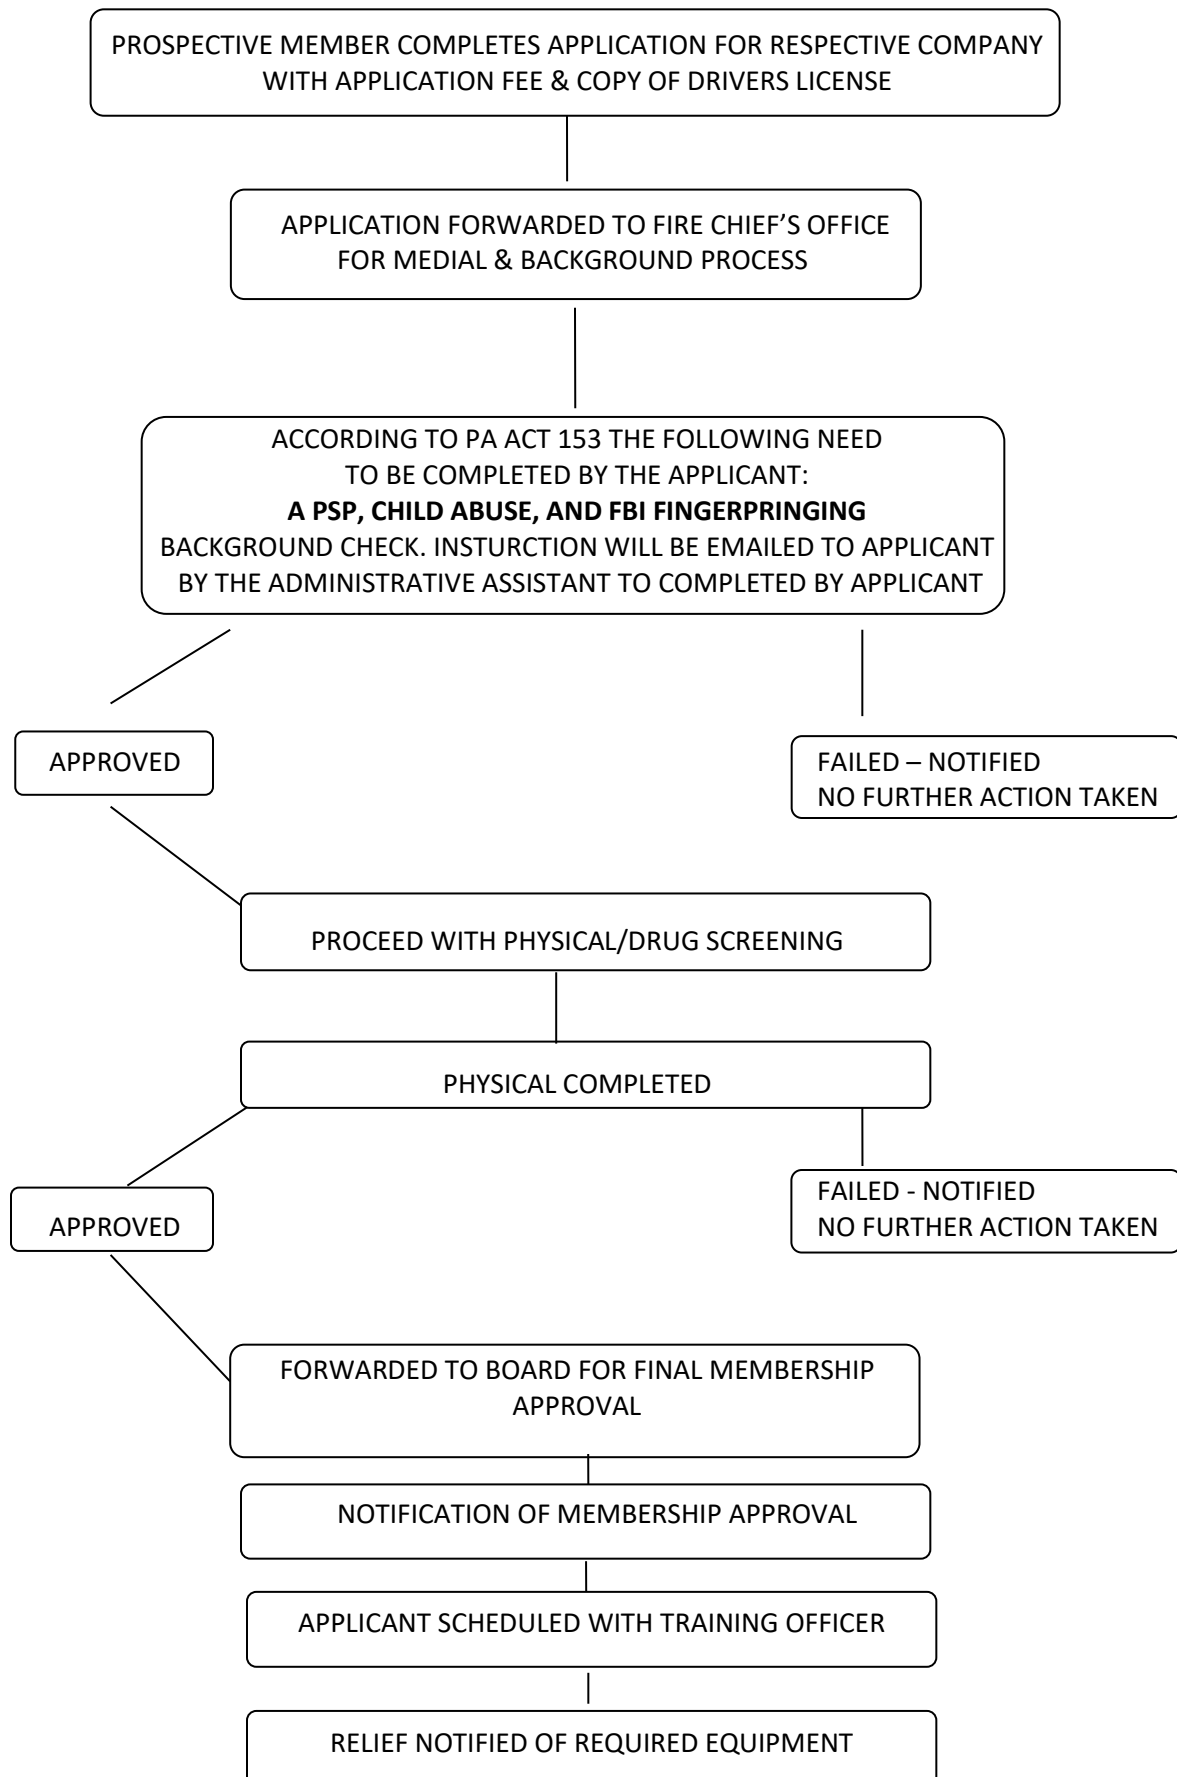 PROSPECTIVE MEMBER COMPLETES APPLICATION FOR RESPECTIVE COMPANY
WITH APPLICATION FEE & COPY OF DRIVERS LICENSE
APPLICATION FORWARDED TO FIRE CHIEF’S OFFICE
FOR MEDIAL & BACKGROUND PROCESS
ACCORDING TO PA ACT 153 THE FOLLOWING NEED
TO BE COMPLETED BY THE APPLICANT:
A PSP, CHILD ABUSE, AND FBI FINGERPRINGING
BACKGROUND CHECK. INSTURCTION WILL BE EMAILED TO APPLICANT
BY THE ADMINISTRATIVE ASSISTANT TO COMPLETED BY APPLICANT
APPROVED
FAILED – NOTIFIED
NO FURTHER ACTION TAKEN
PROCEED WITH PHYSICAL/DRUG SCREENING
PHYSICAL COMPLETED
APPROVED
FAILED - NOTIFIED
NO FURTHER ACTION TAKEN
FORWARDED TO BOARD FOR FINAL MEMBERSHIP
APPROVAL
NOTIFICATION OF MEMBERSHIP APPROVAL
APPLICANT SCHEDULED WITH TRAINING OFFICER
RELIEF NOTIFIED OF REQUIRED EQUIPMENT